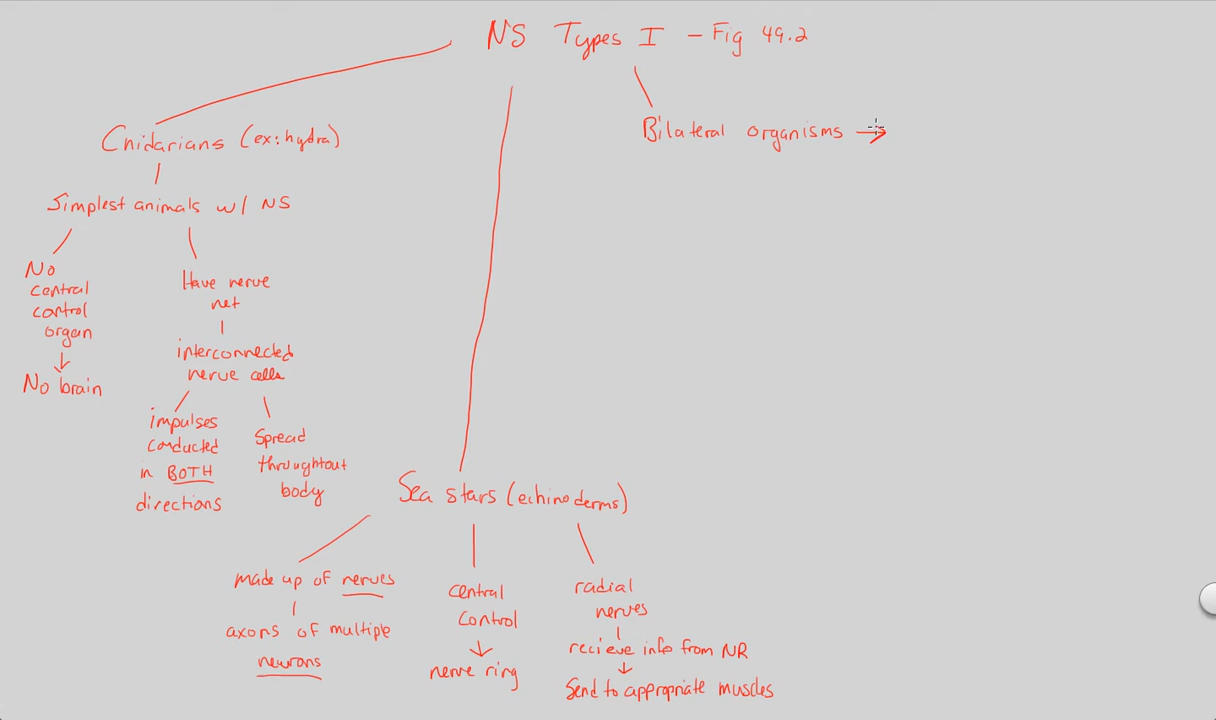 NS Types I - Fig 49.2
Cnidarians (ex: hydra)
Simplest animals w/ NS
No
central
control
organ
↓
No brain
Have nerve
net
interconnected
nerve cells
impulses
conducted
in BOTH
directions
Spread
throughtout
body
Sea stars (echinoderms)
made up of nerves
axons of multiple
neurons
central
control
↓
nerve ring
radial
nerves
recieve info from NR
↓
Send to appropriate muscles
Bilateral organisms →